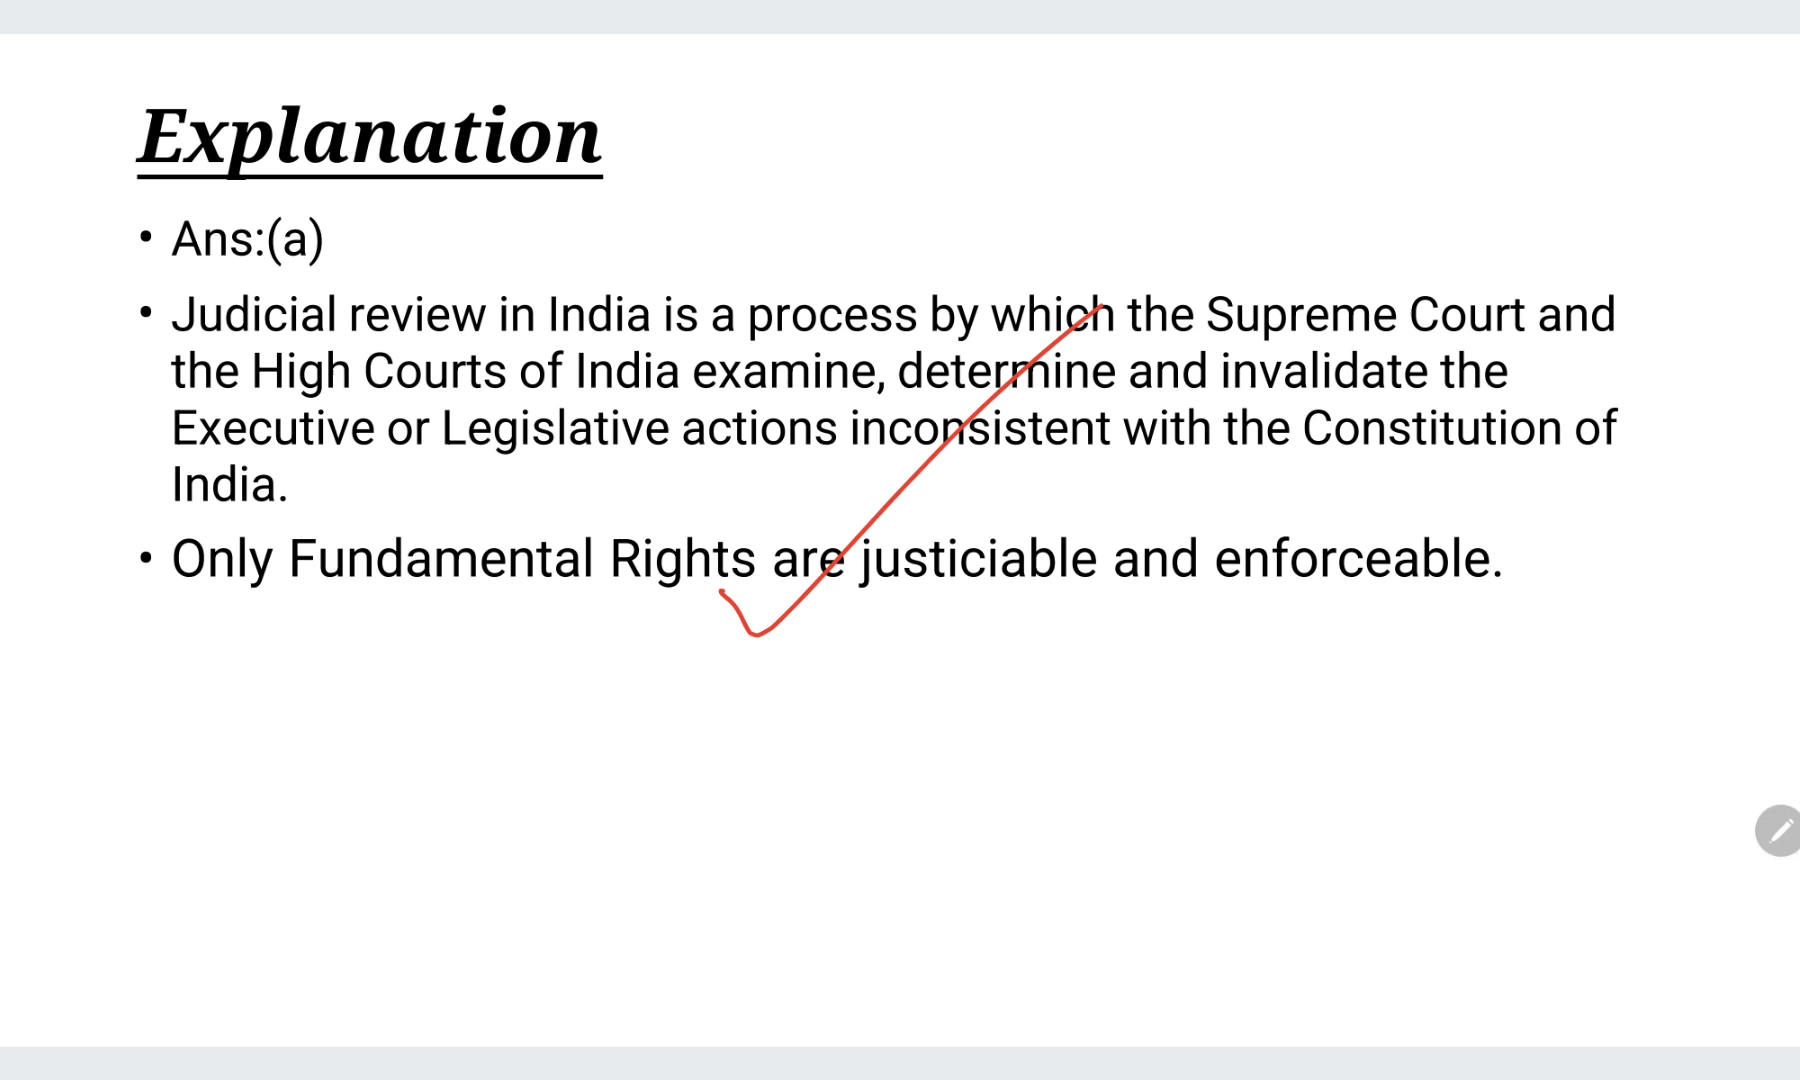 Explanation
• Ans:(a)
• Judicial review in India is a process by which the Supreme Court and
the High Courts of India examine, determine and invalidate the
Executive or Legislative actions inconsistent with the Constitution of
India.
• Only Fundamental Rights are justiciable and enforceable.